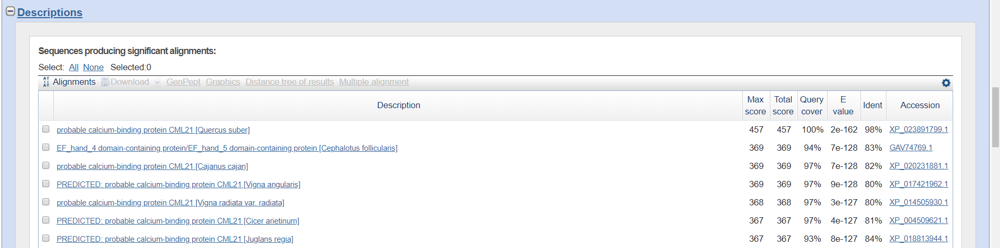 Descriptions
Sequences producing significant alignments:
Select: All None Selected:0
Alignments Download GenPept Graphics Distance tree of results Multiple alignment
Description Max score Total score Query cover E value Ident Accession
probable calcium-binding protein CML21 [Quercus suber] 457 457 100% 2e-162 98% XP_023891799.1
EF_hand_4 domain-containing protein/EF_hand_5 domain-containing protein [Cephalotus follicularis] 369 369 94% 7e-128 83% GAV74769.1
probable calcium-binding protein CML21 [Cajanus cajan] 369 369 97% 7e-128 82% XP_020231881.1
PREDICTED: probable calcium-binding protein CML21 [Vigna angularis] 369 369 97% 9e-128 80% XP_017421962.1
probable calcium-binding protein CML21 [Vigna radiata var. radiata] 368 368 97% 3e-127 80% XP_014505930.1
PREDICTED: probable calcium-binding protein CML21 [Cicer arietinum] 367 367 97% 4e-127 81% XP_004509621.1
PREDICTED: probable calcium-binding protein CML21 [Juglans regia] 367 367 93% 8e-127 84% XP_018813944.1